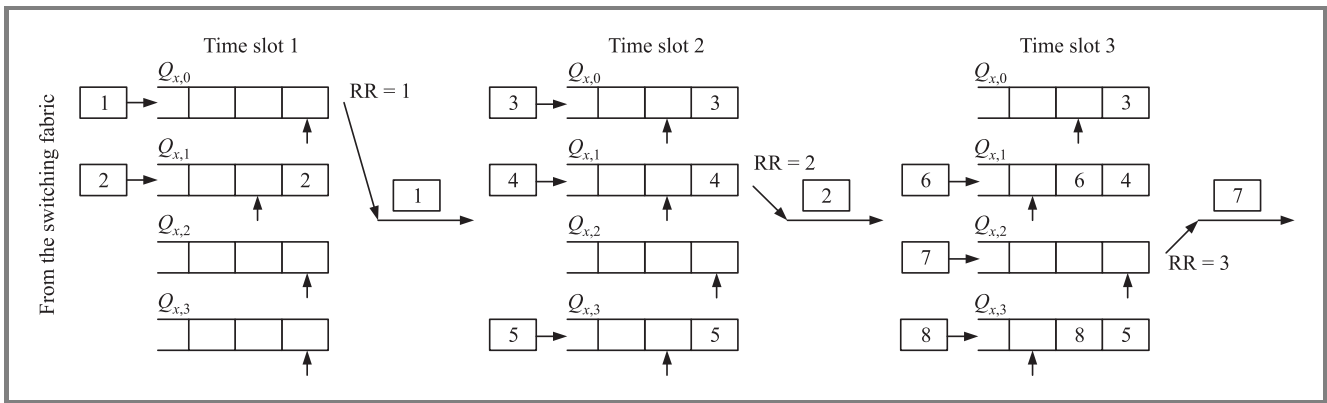 Time slot 1
From the switching fabric
Qx,0
1
RR = 1
Qx,1
2
2
1
Qx,2
Qx,3
Time slot 2
Qx,0
3
3
Qx,1
4
4
RR = 2
2
Qx,2
Qx,3
5
5
Time slot 3
Qx,0
3
Qx,1
6
6 4
7
Qx,2
7
RR = 3
Qx,3
8
8 5